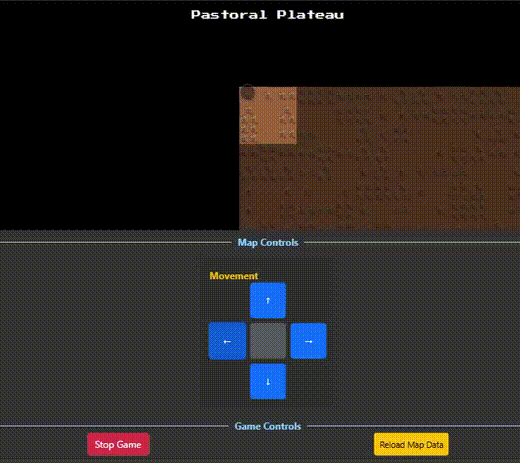 Pastoral Plateau
Map Controls
Movement
↑
← →
↓
Game Controls
Stop Game Reload Map Data